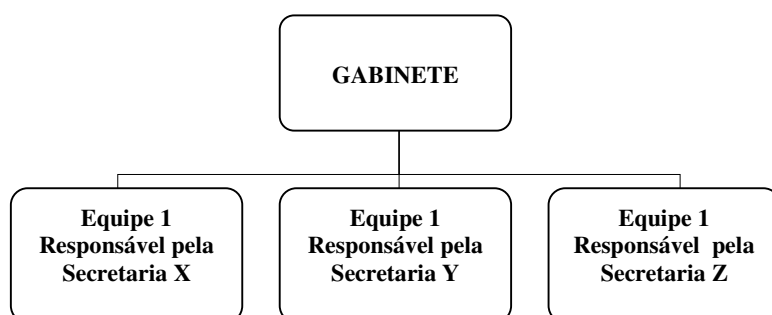 GABINETE
Equipe 1
Responsável pela
Secretaria X
Equipe 1
Responsável pela
Secretaria Y
Equipe 1
Responsável pela
Secretaria Z